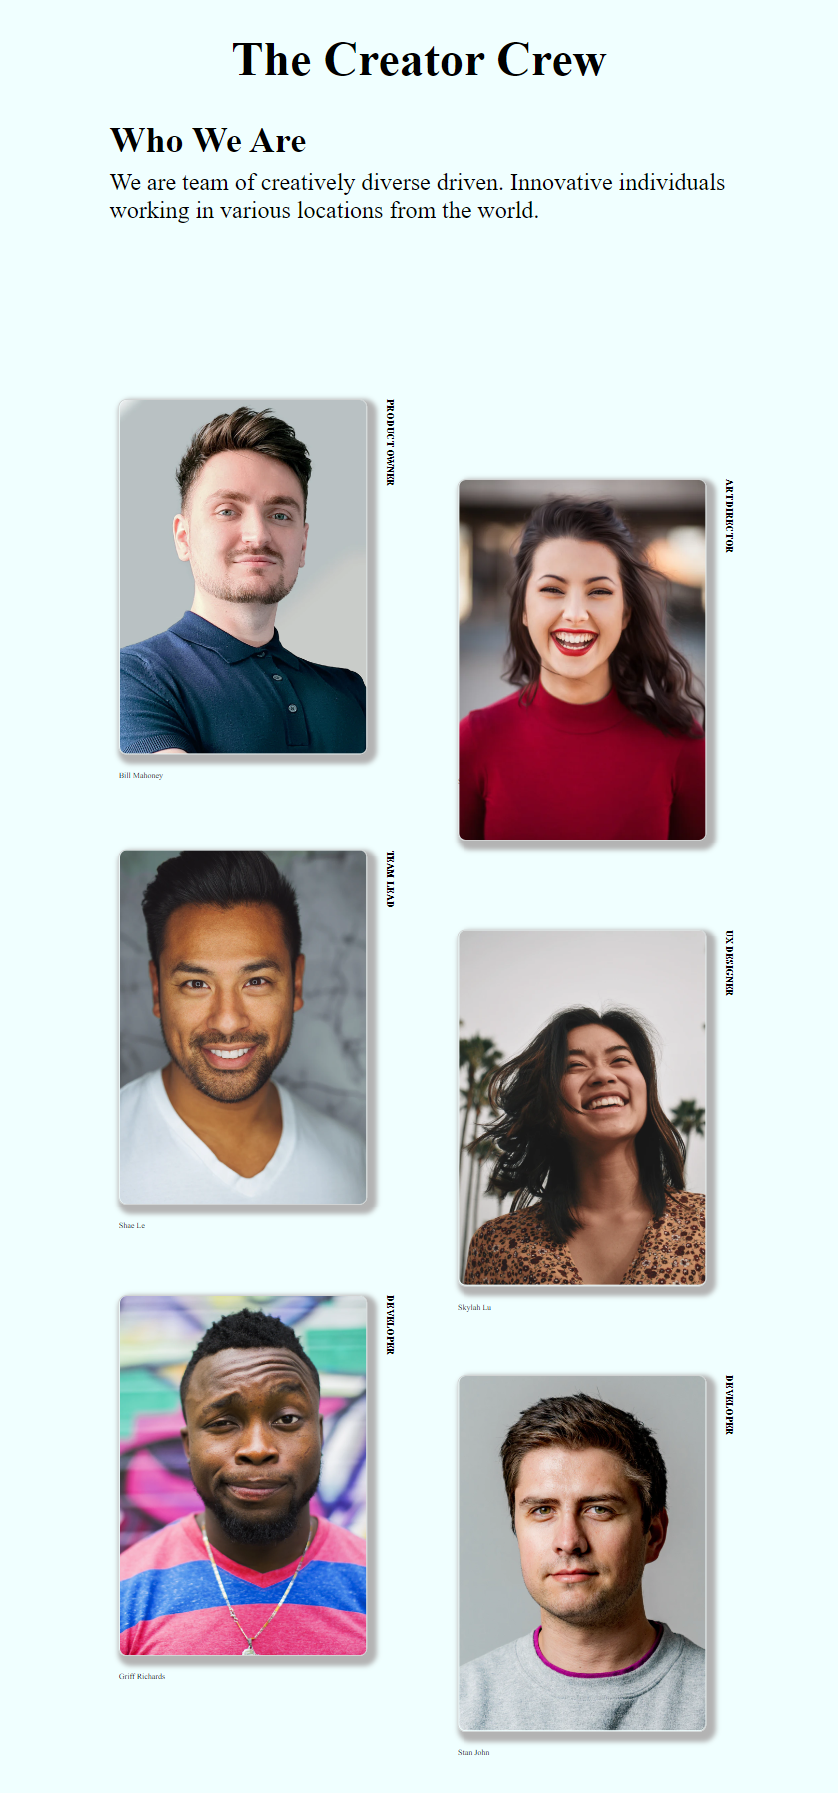 The Creator Crew
Who We Are
We are team of creatively diverse driven. Innovative individuals
working in various locations from the world.
PRODUCT OWNER
ART DIRECTOR
Bill Mahoney
TEAM LEAD
UX DESIGNER
Shae Le
Skylah Lu
DEVELOPER
DEVELOPER
Griff Richards
Stan John